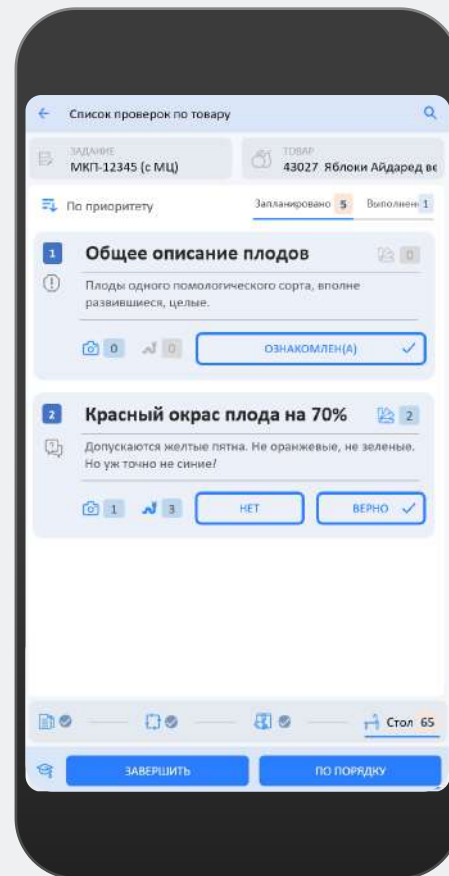 Список проверок по товару
ЗАДАНИЕ
МКП-12345 (с МЦ)
ТОВАР
43027 Яблоки Айдаред ве
По приоритету
Запланировано 5
Выполнен 1
1
Общее описание плодов
0
Плоды одного помологического сорта, вполне
развившиеся, целые.
0
0
ОЗНАКОМЛЕН(А)
2
Красный окрас плода на 70%
2
Допускаются желтые пятна. Не оранжевые, не зеленые.
Но уж точно не синие!
1
3
НЕТ
ВЕРНО
Стол 65
ЗАВЕРШИТЬ
ПО ПОРЯДКУ